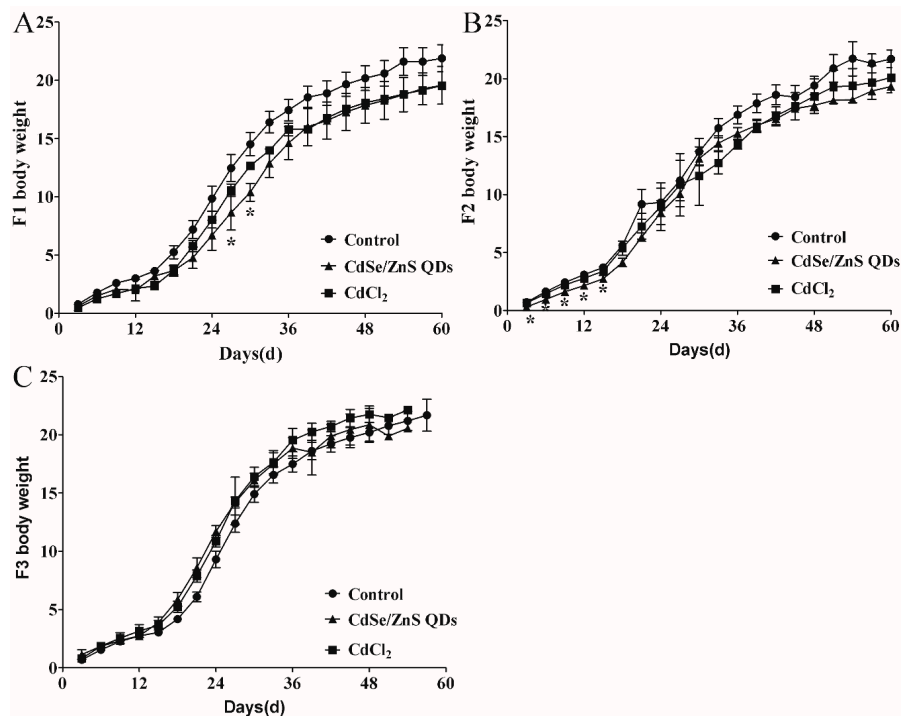 A
F1 body weight
25
20
15
10
5
0
0 12 24 36 48 60
Days(d)
* *
Control
CdSe/ZnS QDs
CdCl₂
B
F2 body weight
25
20
15
10
5
0
0 12 24 36 48 60
Days(d)
* * * * *
Control
CdSe/ZnS QDs
CdCl₂
C
F3 body weight
25
20
15
10
5
0
0 12 24 36 48 60
Days(d)
Control
CdSe/ZnS QDs
CdCl₂